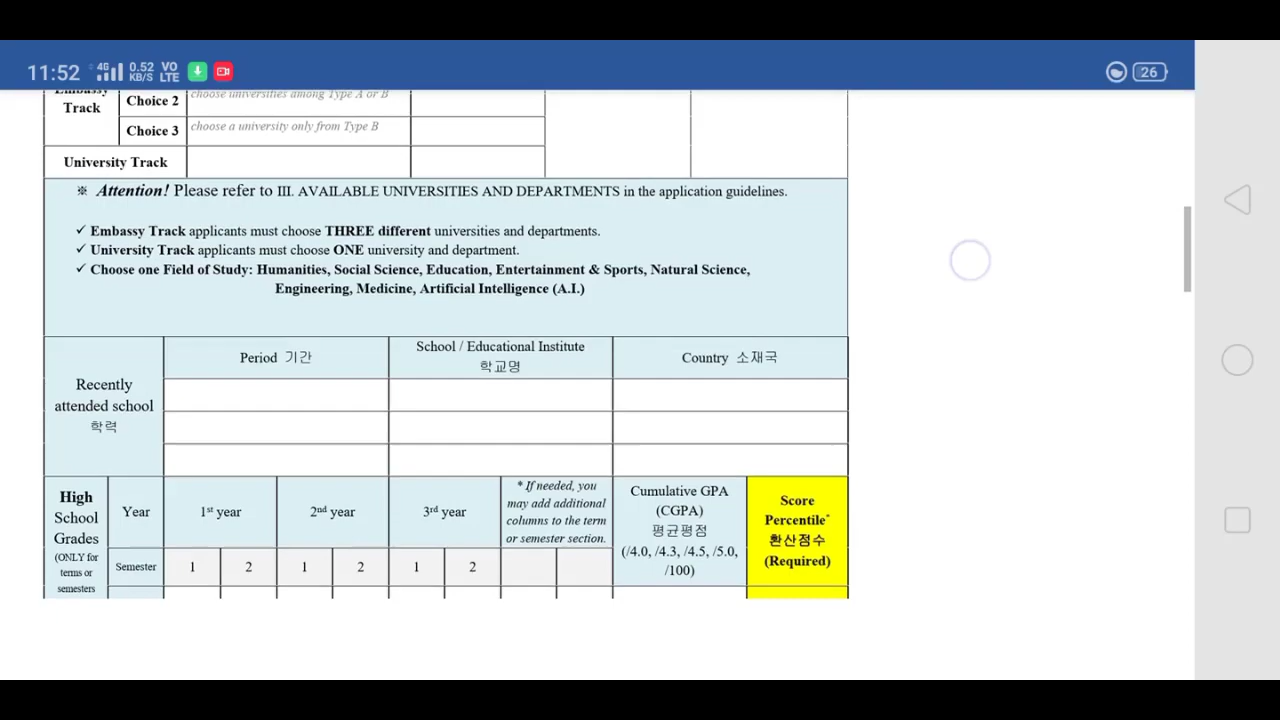 11:52 4G 0.52 KB/S VO LTE 26
Embassy
Track
Choice 2
choose universities among Type A or B
Choice 3
choose a university only from Type B
University Track
※ Attention! Please refer to III. AVAILABLE UNIVERSITIES AND DEPARTMENTS in the application guidelines.
✓ Embassy Track applicants must choose THREE different universities and departments.
✓ University Track applicants must choose ONE university and department.
✓ Choose one Field of Study: Humanities, Social Science, Education, Entertainment & Sports, Natural Science,
Engineering, Medicine, Artificial Intelligence (A.I.)
Recently
attended school
학력
Period 기간
School / Educational Institute
학교명
Country 소재국
High
School
Grades
(ONLY for
terms or
semesters
Year
1st year
2nd year
3rd year
* If needed, you
may add additional
columns to the term
or semester section.
Cumulative GPA
(CGPA)
평균평점
(/4.0, /4.3, /4.5, /5.0,
/100)
Score
Percentile*
환산점수
(Required)
Semester
1 2 1 2 1 2